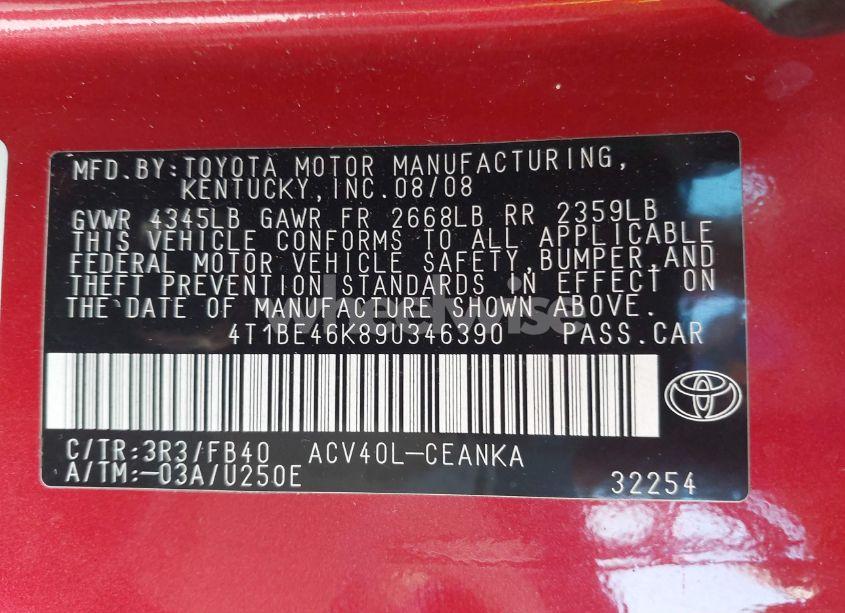 MFD.BY:TOYOTA MOTOR MANUFACTURING,
KENTUCKY,INC.08/08
GVWR 4345LB GAWR FR 2668LB RR 2359LB
THIS VEHICLE CONFORMS TO ALL APPLICABLE
FEDERAL MOTOR VEHICLE SAFETY,BUMPER,AND
THEFT PREVENTION STANDARDS IN EFFECT ON
THE DATE OF MANUFACTURE SHOWN ABOVE.
wheelwise
4T1BE46K89U346390 PASS.CAR
C/TR:3R3/FB40 ACV40L-CEANKA
A/TM:-03A/U250E 32254